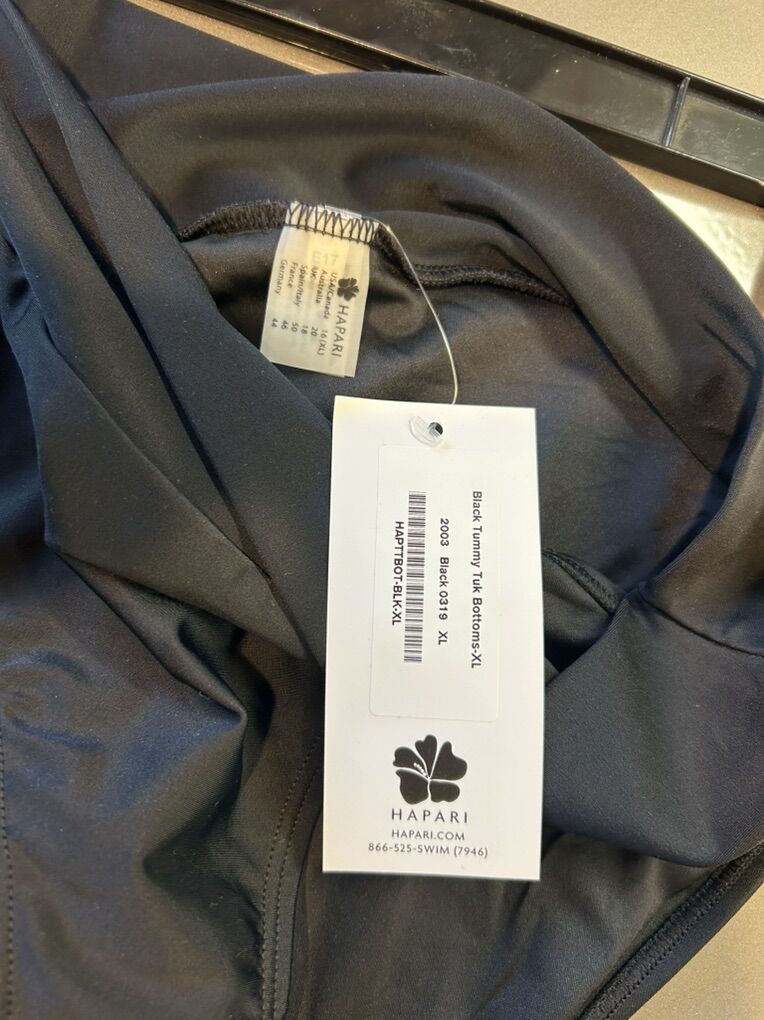 E17
HAPARI
USA/Canada 16 (XL)
Australia 20
UK 18
Spain/Italy 50
France 46
Germany 44
Black Tummy Tuk Bottoms-XL
2003 Black 0319 XL
HAPTTBOT-BLK-XL
HAPARI
HAPARI.COM
866-525-SWIM (7946)